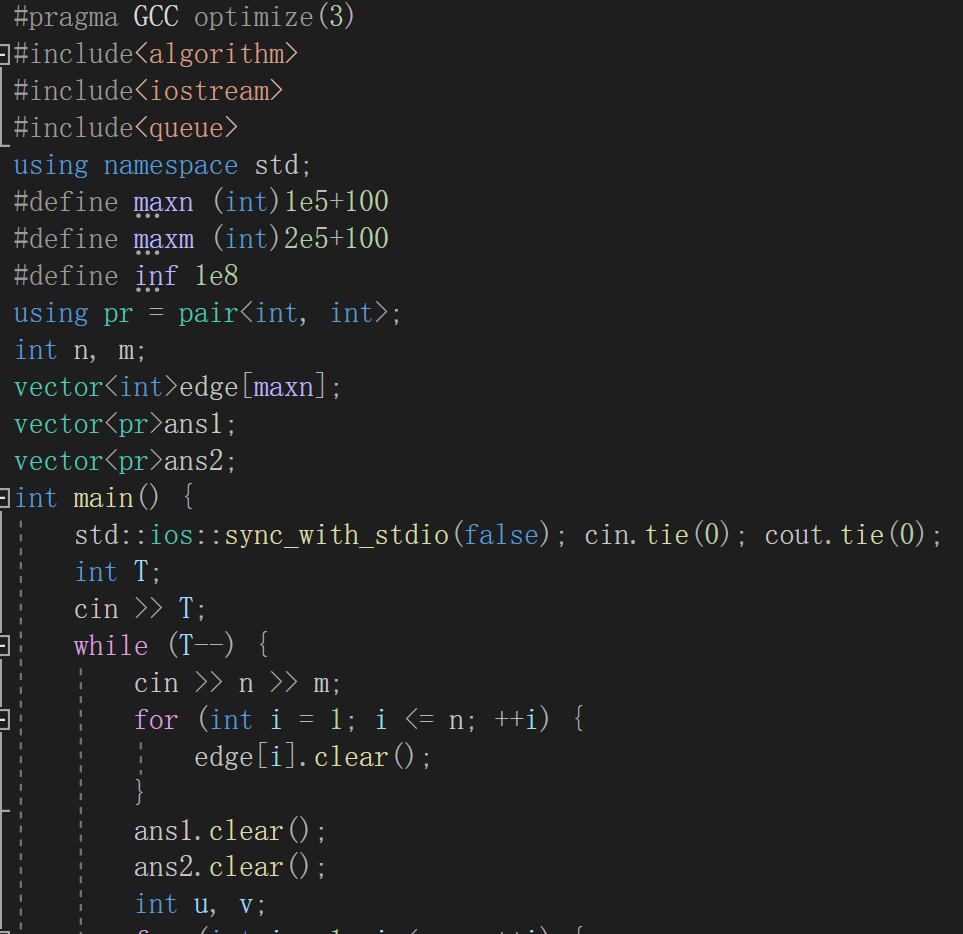 #pragma GCC optimize(3)
#include<algorithm>
#include<iostream>
#include<queue>
using namespace std;
#define maxn (int)1e5+100
#define maxm (int)2e5+100
#define inf 1e8
using pr = pair<int, int>;
int n, m;
vector<int>edge[maxn];
vector<pr>ans1;
vector<pr>ans2;
int main() {
    std::ios::sync_with_stdio(false); cin.tie(0); cout.tie(0);
    int T;
    cin >> T;
    while (T--) {
        cin >> n >> m;
        for (int i = 1; i <= n; ++i) {
            edge[i].clear();
        }
        ans1.clear();
        ans2.clear();
        int u, v;